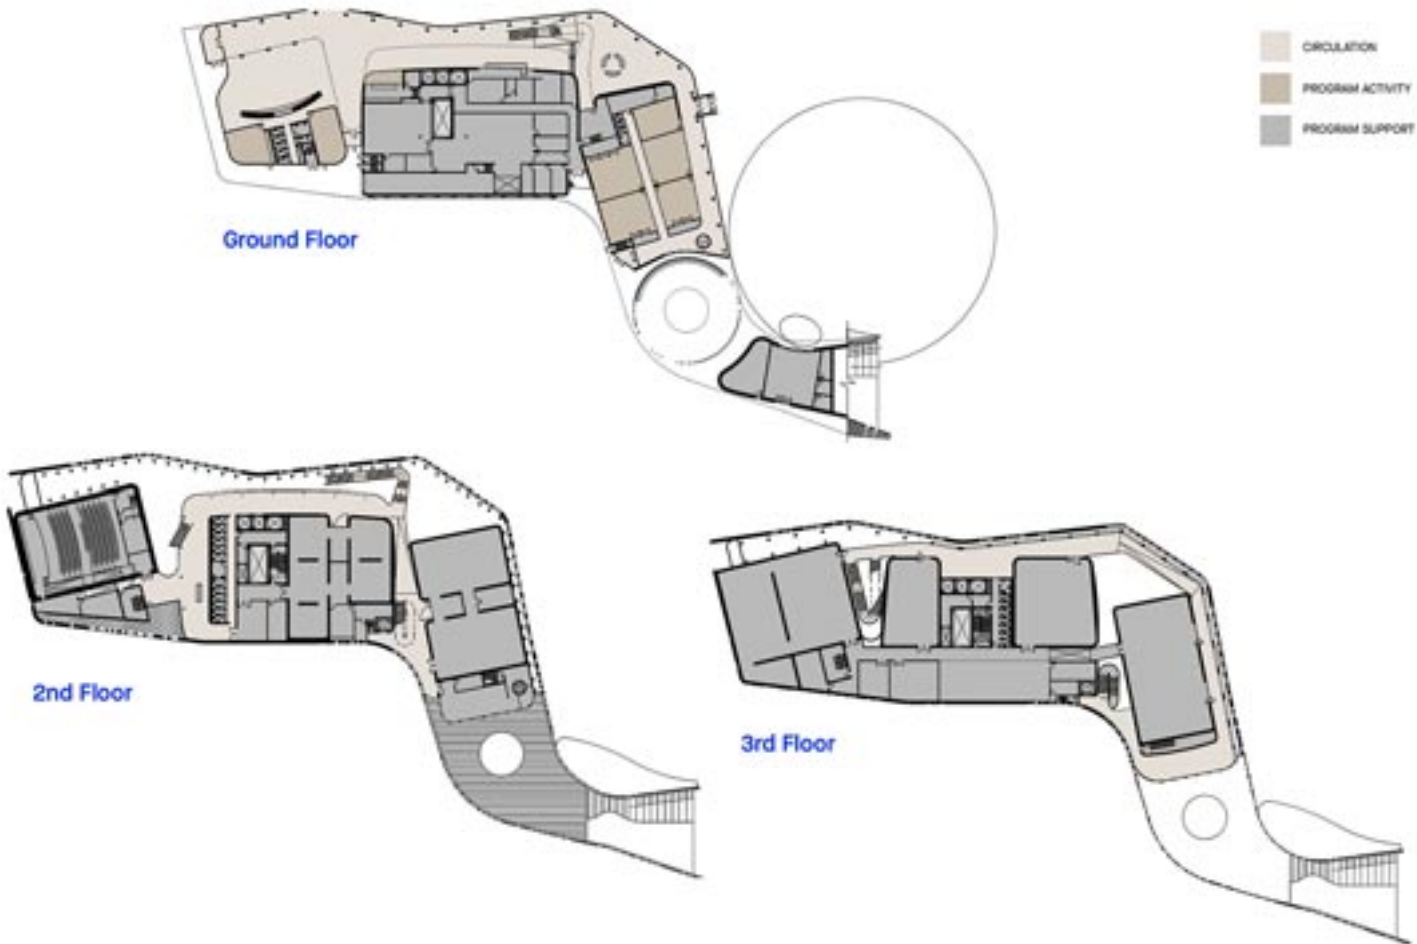 CIRCULATION
PROGRAM ACTIVITY
PROGRAM SUPPORT
Ground Floor
2nd Floor
3rd Floor